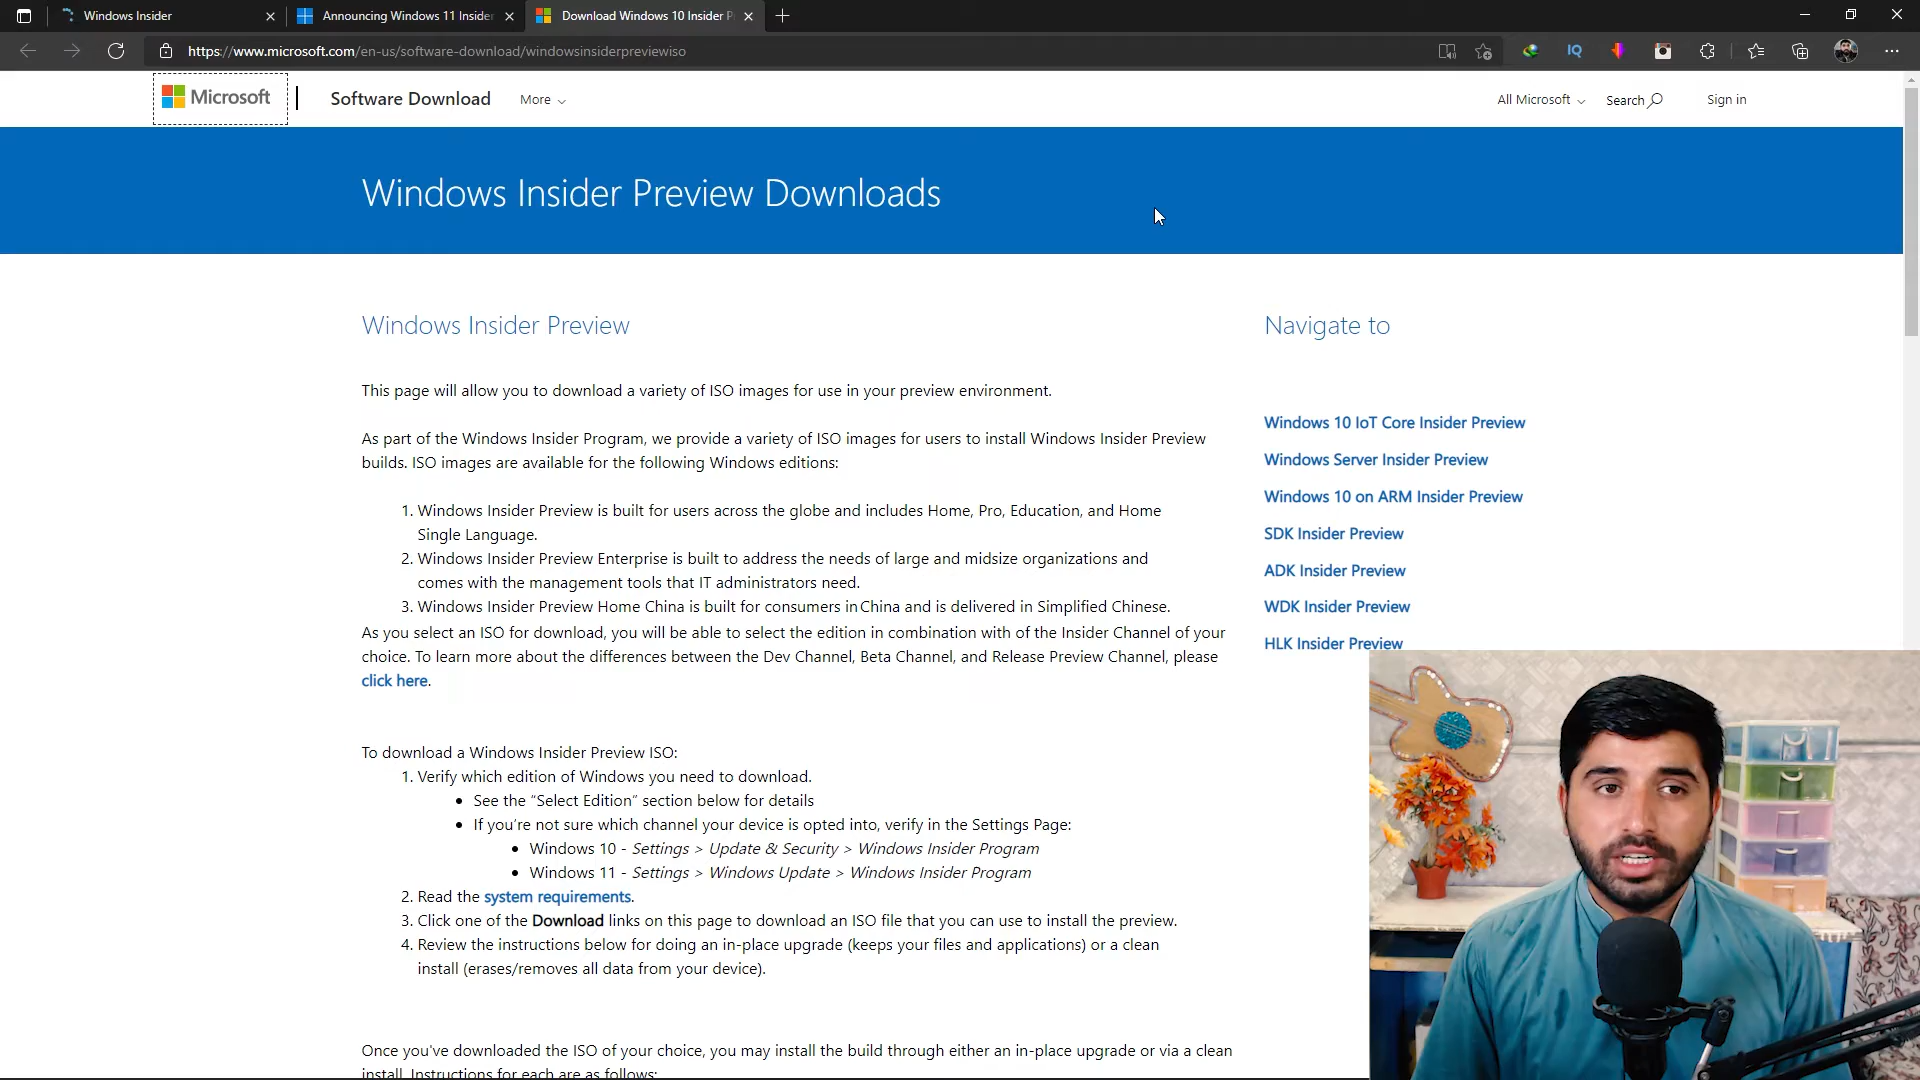 Windows Insider
Announcing Windows 11 Insider
Download Windows 10 Insider P
https://www.microsoft.com/en-us/software-download/windowsinsiderpreviewiso
IQ
Microsoft
Software Download
More
All Microsoft
Search
Sign in
Windows Insider Preview Downloads
Windows Insider Preview
This page will allow you to download a variety of ISO images for use in your preview environment.
As part of the Windows Insider Program, we provide a variety of ISO images for users to install Windows Insider Preview
builds. ISO images are available for the following Windows editions:
1. Windows Insider Preview is built for users across the globe and includes Home, Pro, Education, and Home
Single Language.
2. Windows Insider Preview Enterprise is built to address the needs of large and midsize organizations and
comes with the management tools that IT administrators need.
3. Windows Insider Preview Home China is built for consumers in China and is delivered in Simplified Chinese.
As you select an ISO for download, you will be able to select the edition in combination with of the Insider Channel of your
choice. To learn more about the differences between the Dev Channel, Beta Channel, and Release Preview Channel, please
click here.
To download a Windows Insider Preview ISO:
1. Verify which edition of Windows you need to download.
• See the “Select Edition” section below for details
• If you’re not sure which channel your device is opted into, verify in the Settings Page:
• Windows 10 - Settings > Update & Security > Windows Insider Program
• Windows 11 - Settings > Windows Update > Windows Insider Program
2. Read the system requirements.
3. Click one of the Download links on this page to download an ISO file that you can use to install the preview.
4. Review the instructions below for doing an in-place upgrade (keeps your files and applications) or a clean
install (erases/removes all data from your device).
Once you've downloaded the ISO of your choice, you may install the build through either an in-place upgrade or via a clean
install. Instructions for each are as follows:
Navigate to
Windows 10 IoT Core Insider Preview
Windows Server Insider Preview
Windows 10 on ARM Insider Preview
SDK Insider Preview
ADK Insider Preview
WDK Insider Preview
HLK Insider Preview